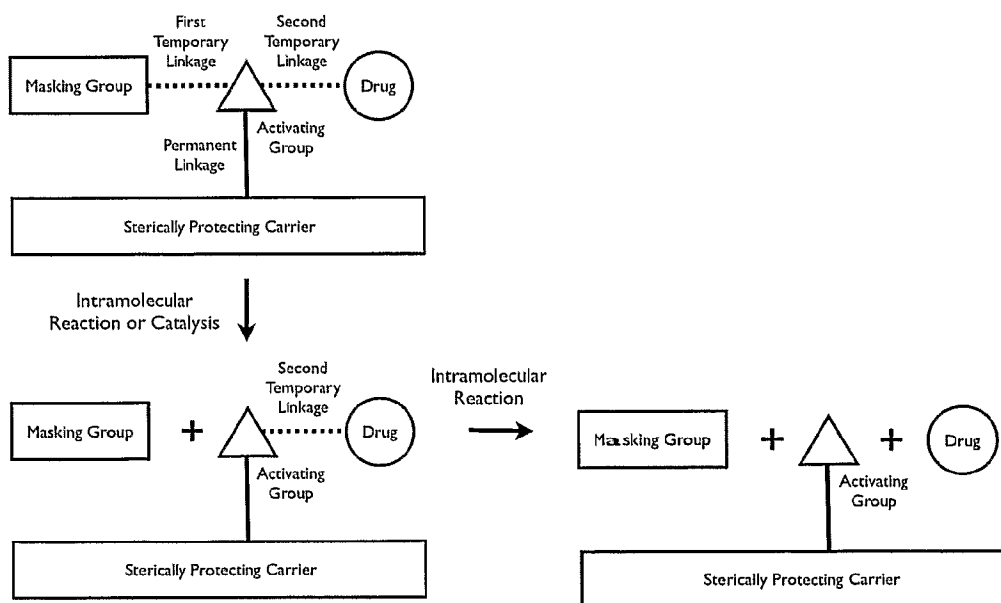 First
Temporary
Linkage
Second
Temporary
Linkage
Masking Group
Drug
Permanent
Linkage
Activating
Group
Sterically Protecting Carrier
Intramolecular
Reaction or Catalysis
Second
Temporary
Linkage
Masking Group
+
Drug
Activating
Group
Sterically Protecting Carrier
Intramolecular
Reaction
Masking Group
+
+
Drug
Activating
Group
Sterically Protecting Carrier